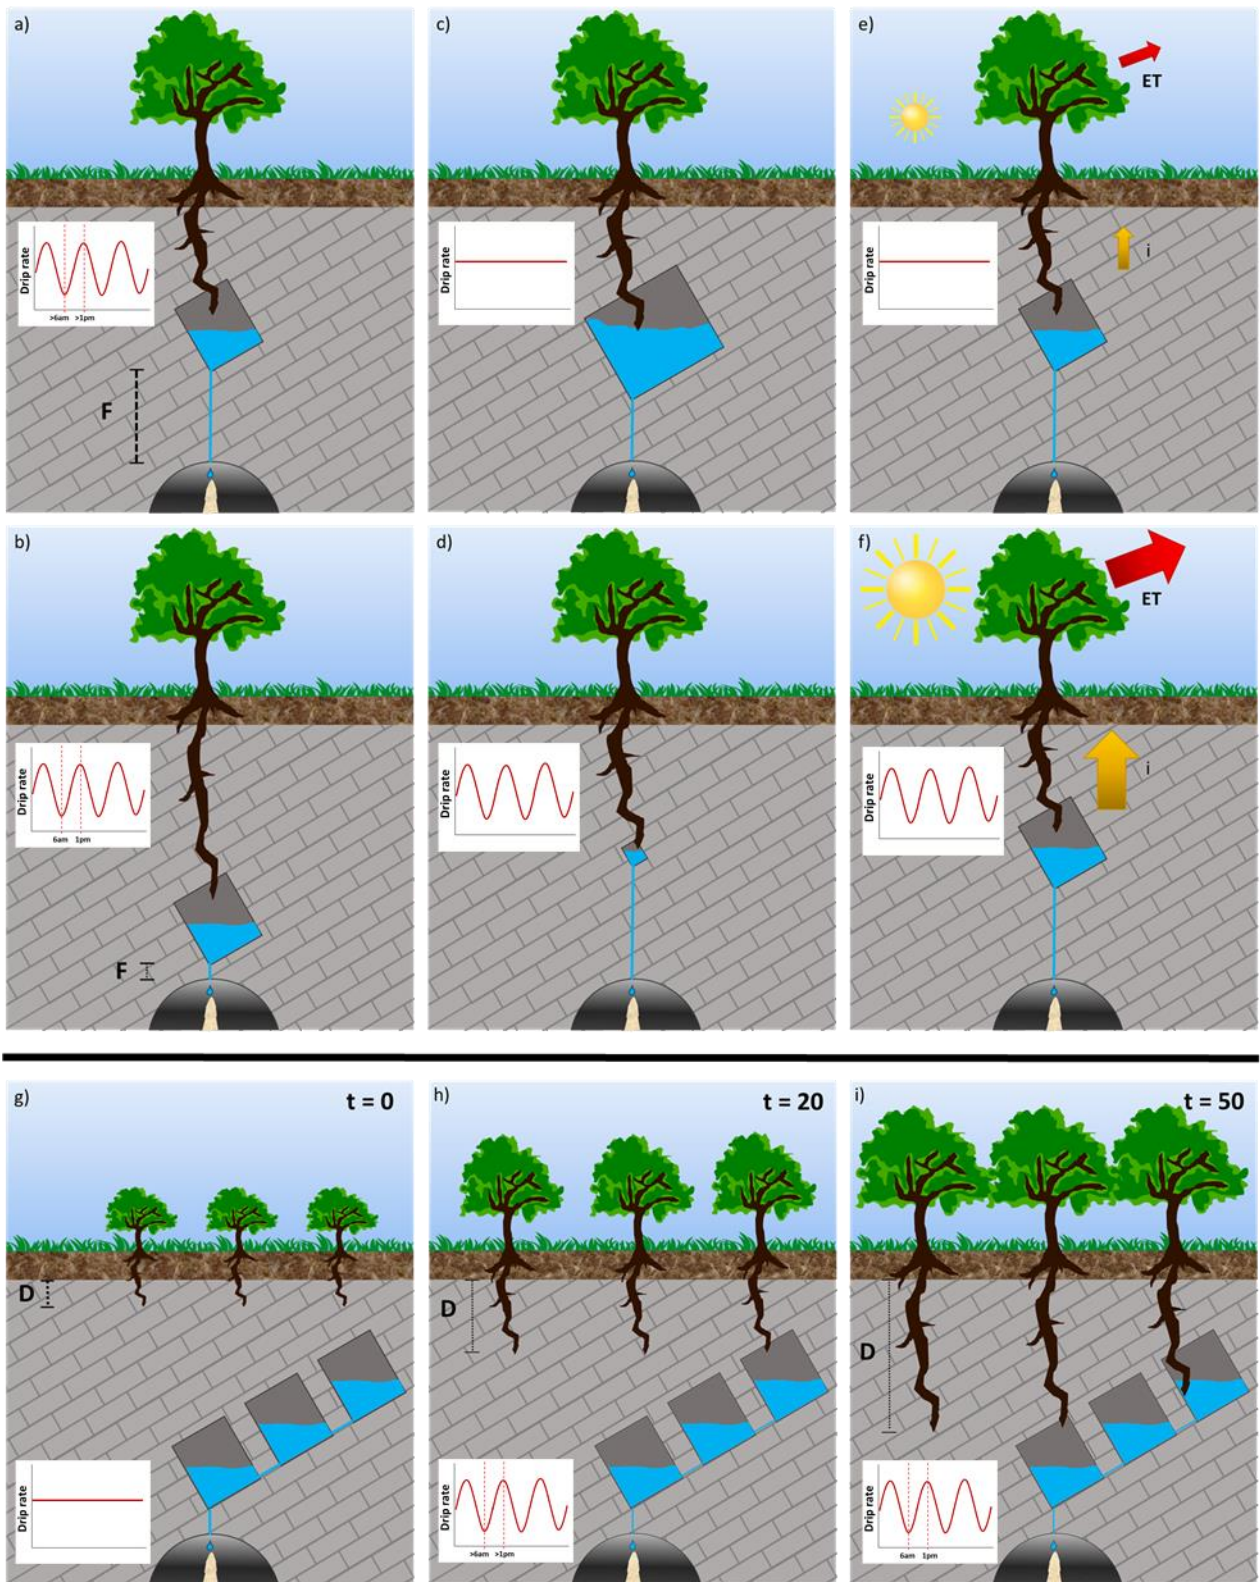 a)
Drip rate
>6am >1pm
F
c)
Drip rate
e)
ET
i
Drip rate
b)
Drip rate
6am 1pm
F
d)
Drip rate
f)
ET
i
Drip rate
g)
t = 0
D
Drip rate
h)
t = 20
D
Drip rate
>6am >1pm
i)
t = 50
D
Drip rate
6am 1pm